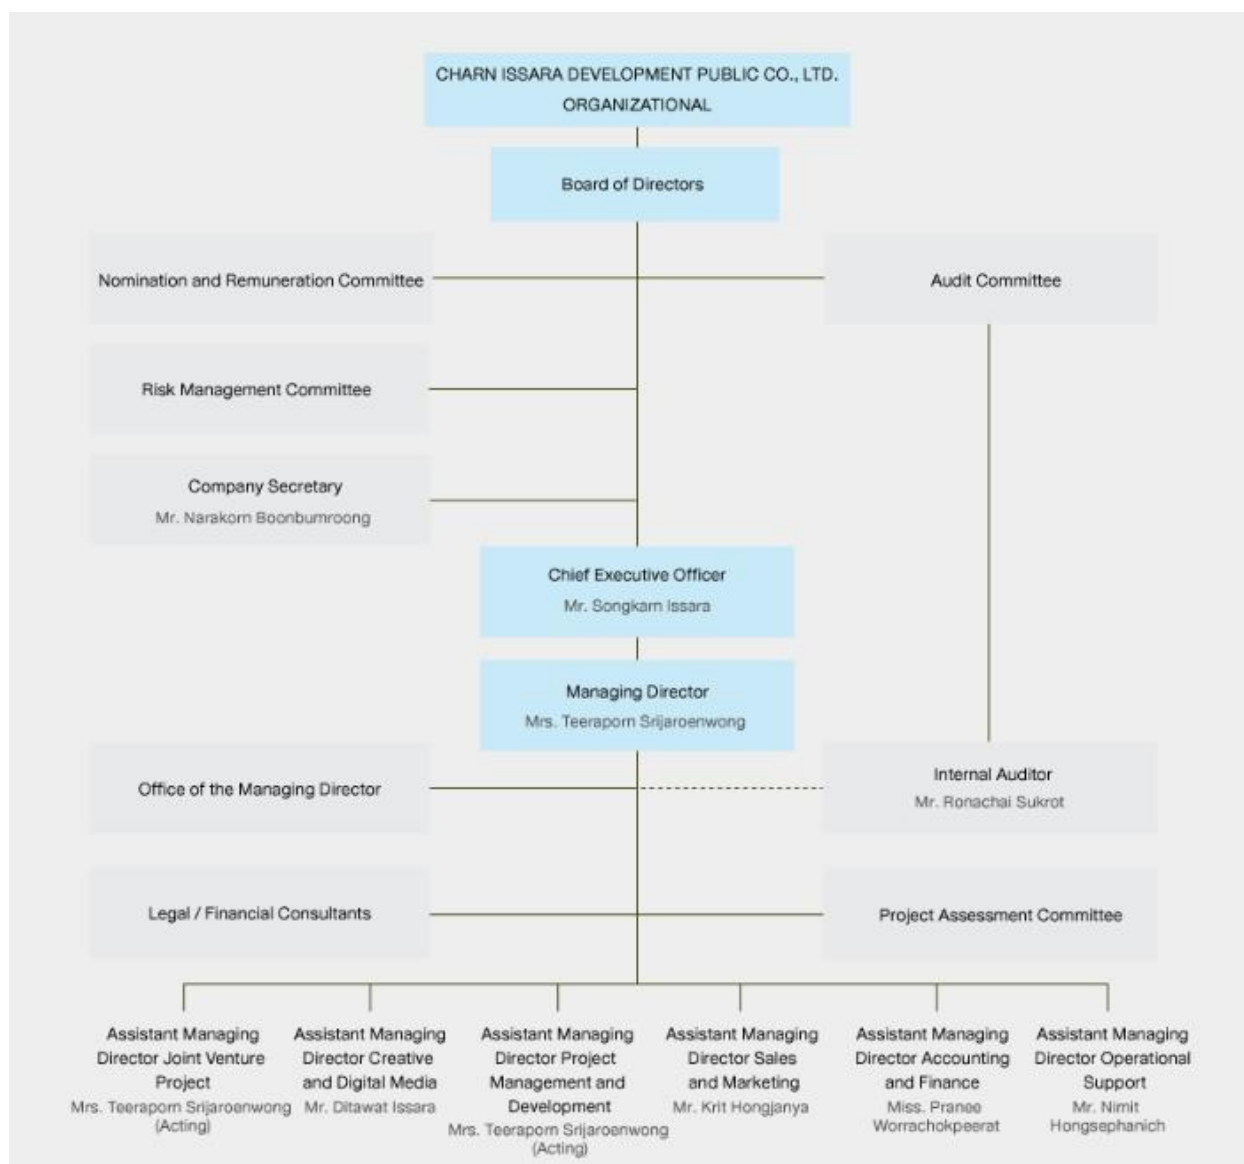 CHARN ISSARA DEVELOPMENT PUBLIC CO., LTD.
ORGANIZATIONAL
Board of Directors
Nomination and Remuneration Committee
Audit Committee
Risk Management Committee
Company Secretary
Mr. Narakorn Boonbumroong
Chief Executive Officer
Mr. Songkarn Issara
Managing Director
Mrs. Teeraporn Srijaroenwong
Office of the Managing Director
Internal Auditor
Mr. Ronachai Sukrot
Legal / Financial Consultants
Project Assessment Committee
Assistant Managing
Director Joint Venture
Project
Mrs. Teeraporn Srijaroenwong
(Acting)
Assistant Managing
Director Creative
and Digital Media
Mr. Ditawat Issara
Assistant Managing
Director Project
Management and
Development
Mrs. Teeraporn Srijaroenwong
(Acting)
Assistant Managing
Director Sales
and Marketing
Mr. Krit Hongjanya
Assistant Managing
Director Accounting
and Finance
Miss. Pranee
Worrachokpeerat
Assistant Managing
Director Operational
Support
Mr. Nimit
Hongsephanich